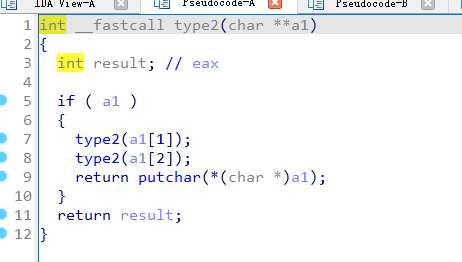 IDA View-A Pseudocode-A Pseudocode-B
1 int __fastcall type2(char **a1)
2 {
3 int result; // eax
4
5 if ( a1 )
6 {
7 type2(a1[1]);
8 type2(a1[2]);
9 return putchar(*(char *)a1);
10 }
11 return result;
12 }